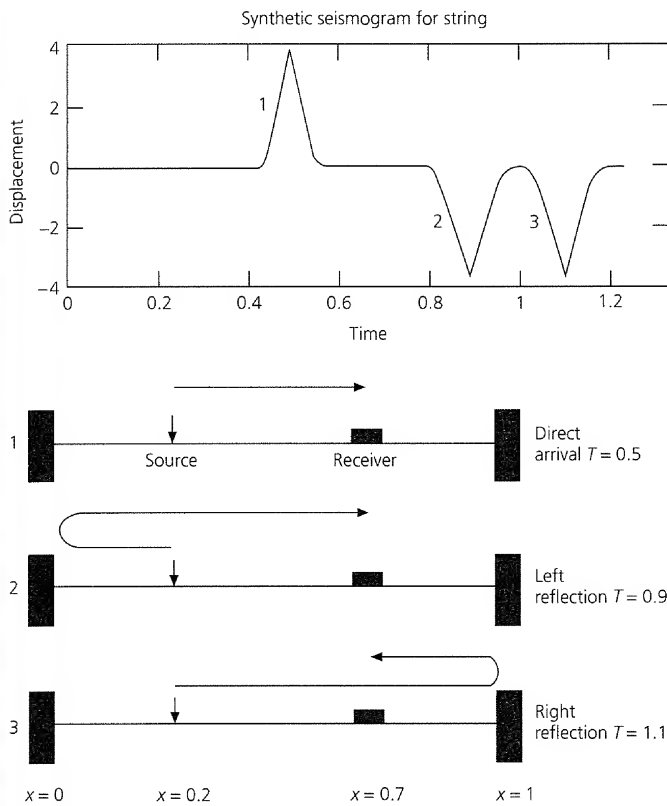 Synthetic seismogram for string
4
2
0
−2
−4
Displacement
1
2
3
0
0.2
0.4
0.6
0.8
1
1.2
Time
1
Source
Receiver
Direct
arrival T = 0.5
2
Left
reflection T = 0.9
3
Right
reflection T = 1.1
x = 0
x = 0.2
x = 0.7
x = 1